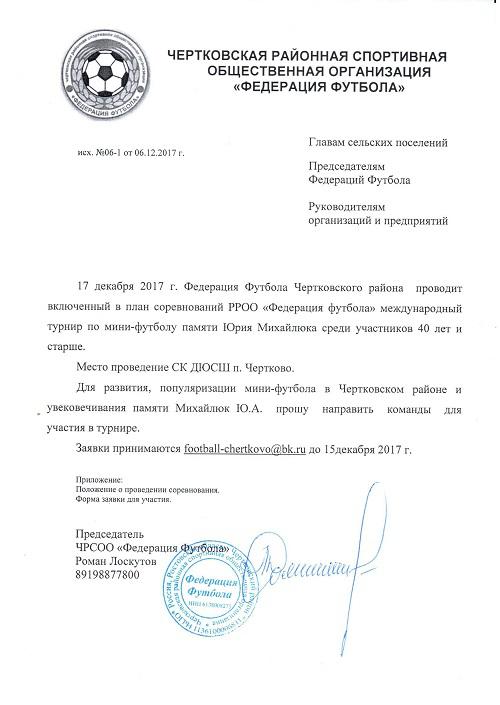 ЧЕРТКОВСКАЯ РАЙОННАЯ СПОРТИВНАЯ
ОБЩЕСТВЕННАЯ ОРГАНИЗАЦИЯ
«ФЕДЕРАЦИЯ ФУТБОЛА»
«ФЕДЕРАЦИЯ ФУТБОЛА»
исх. №06-1 от 06.12.2017 г.
Главам сельских поселений
Председателям
Федераций Футбола
Руководителям
организаций и предприятий
17 декабря 2017 г. Федерация Футбола Чертковского района проводит
включенный в план соревнований РРОО «Федерация футбола» международный
турнир по мини-футболу памяти Юрия Михайлюка среди участников 40 лет и
старше.
Место проведение СК ДЮСШ п. Чертково.
Для развития, популяризации мини-футбола в Чертковском районе и
увековечивания памяти Михайлюк Ю.А. прошу направить команды для
участия в турнире.
Заявки принимаются football-chertkovo@bk.ru до 15декабря 2017 г.
Приложение:
Положение о проведении соревнования.
Форма заявки для участия.
Председатель
ЧРСОО «Федерация Футбола»
Роман Лоскутов
89198877800
Федерация
Футбола